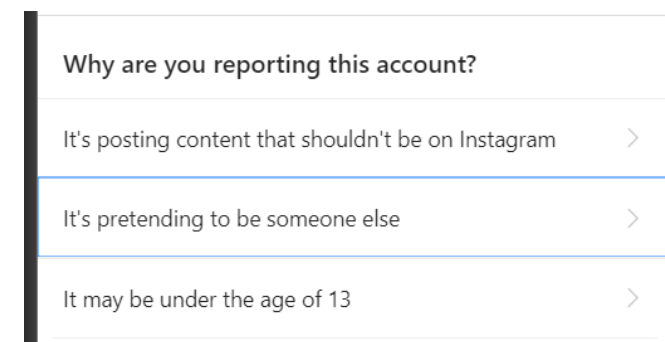 Why are you reporting this account?
It's posting content that shouldn't be on Instagram
It's pretending to be someone else
It may be under the age of 13